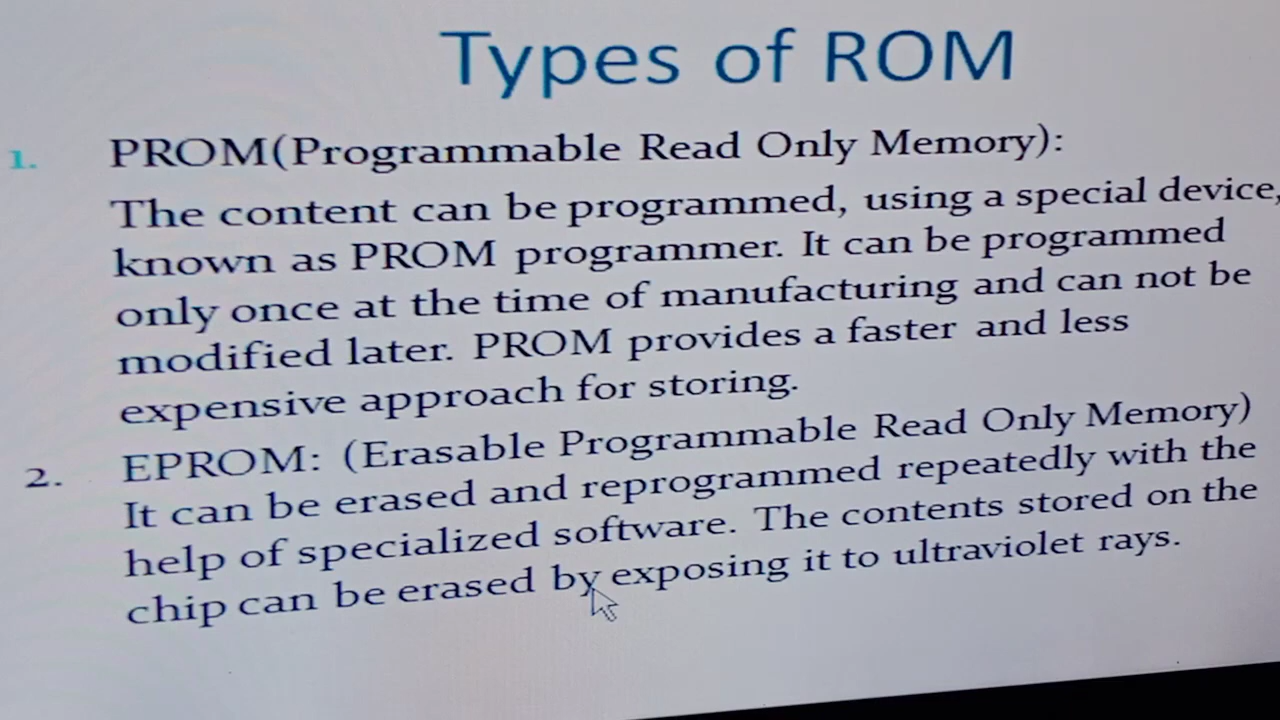 Types of ROM
1. PROM(Programmable Read Only Memory):
The content can be programmed, using a special device,
known as PROM programmer. It can be programmed
only once at the time of manufacturing and can not be
modified later. PROM provides a faster and less
expensive approach for storing.
2. EPROM: (Erasable Programmable Read Only Memory)
It can be erased and reprogrammed repeatedly with the
help of specialized software. The contents stored on the
chip can be erased by exposing it to ultraviolet rays.